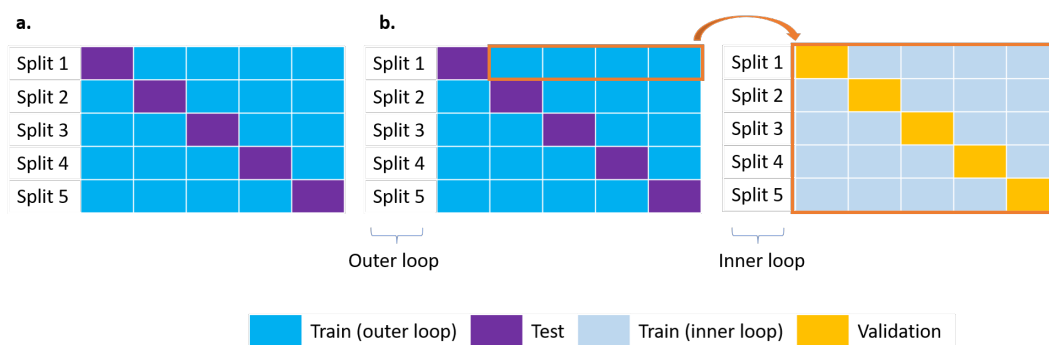 a.
Split 1
Split 2
Split 3
Split 4
Split 5
b.
Split 1
Split 2
Split 3
Split 4
Split 5
Outer loop
Split 1
Split 2
Split 3
Split 4
Split 5
Inner loop
Train (outer loop) Test Train (inner loop) Validation